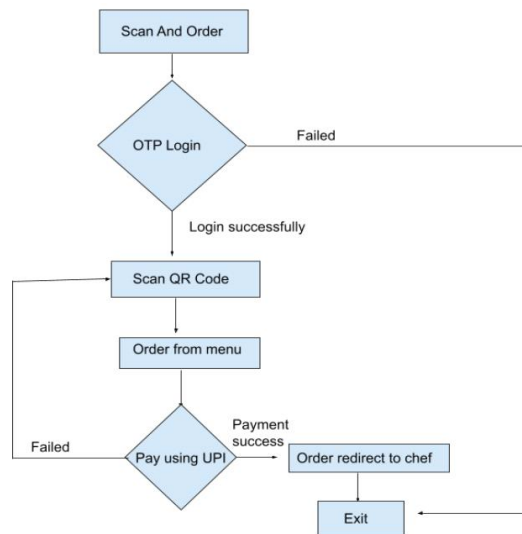 Scan And Order
OTP Login
Failed
Login successfully
Scan QR Code
Order from menu
Payment
success
Failed
Pay using UPI
Order redirect to chef
Exit